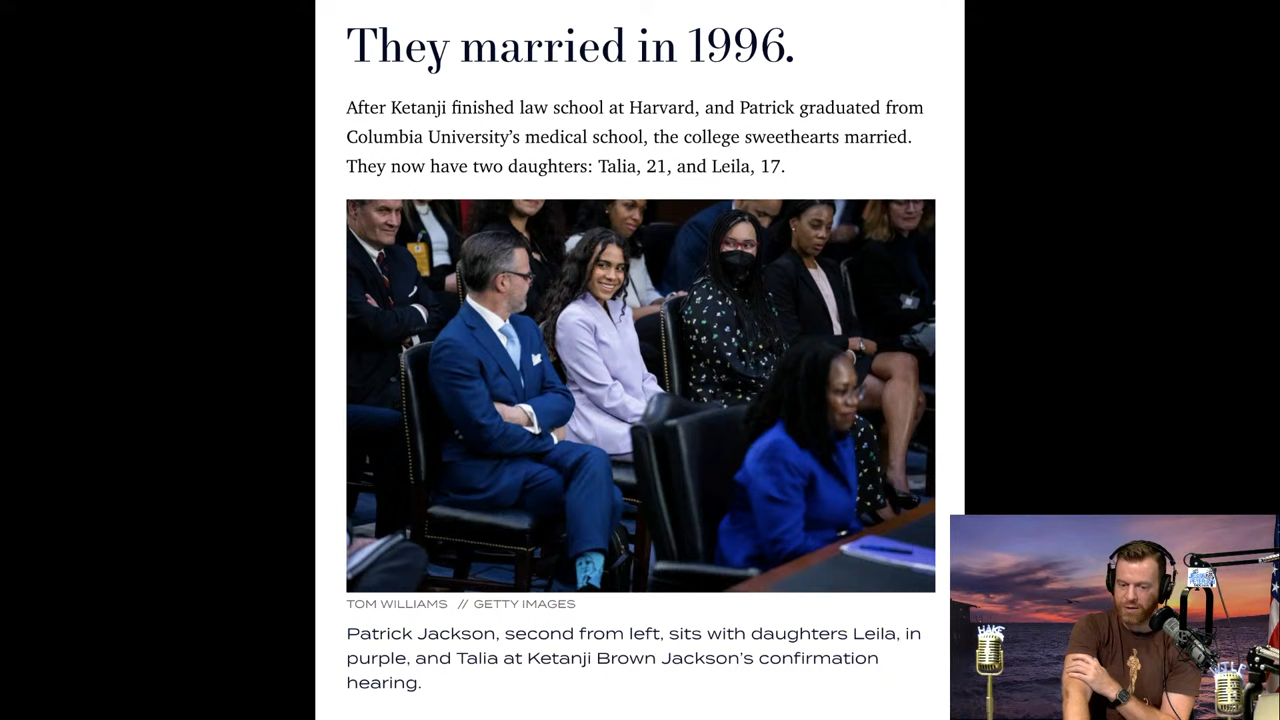 They married in 1996.
After Ketanji finished law school at Harvard, and Patrick graduated from
Columbia University’s medical school, the college sweethearts married.
They now have two daughters: Talia, 21, and Leila, 17.
TOM WILLIAMS // GETTY IMAGES
Patrick Jackson, second from left, sits with daughters Leila, in
purple, and Talia at Ketanji Brown Jackson’s confirmation
hearing.
HAKE